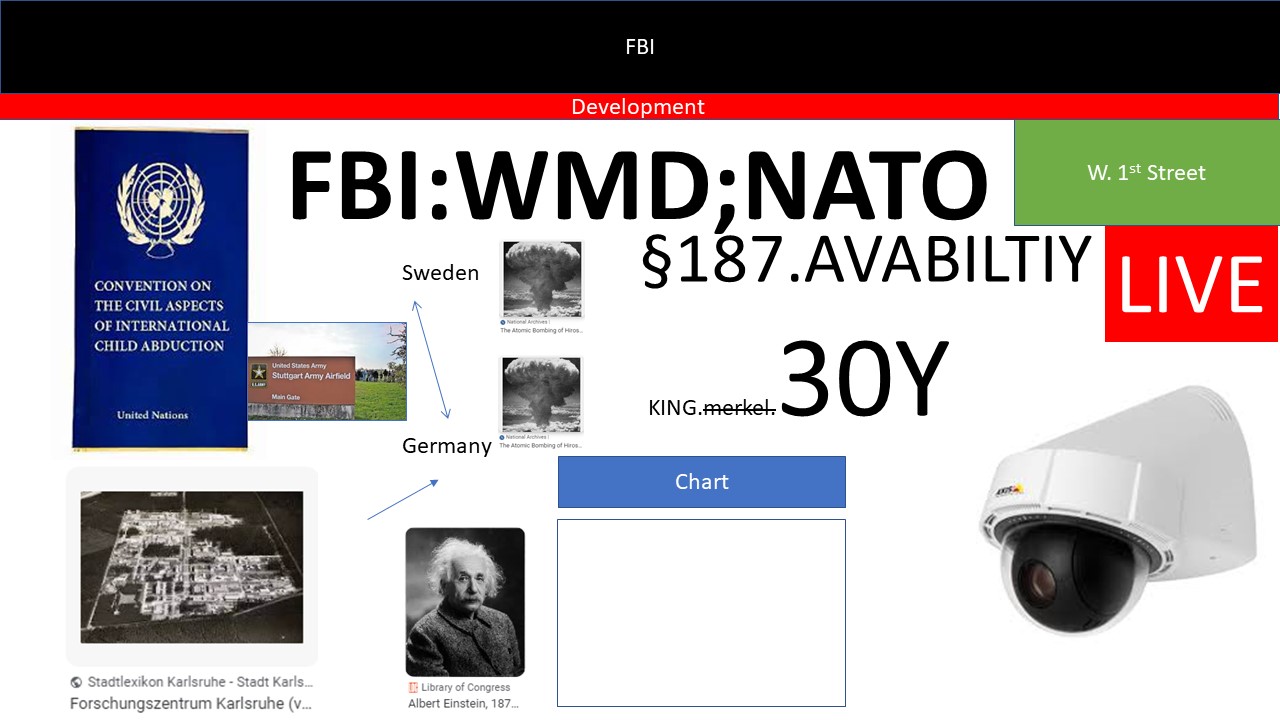 FBI
Development
FBI:WMD;NATO
W. 1st Street
§187.AVABILTIY
LIVE
CONVENTION ON
THE CIVIL ASPECTS
OF INTERNATIONAL
CHILD ABDUCTION
United Nations
Sweden
National Archives |
The Atomic Bombing of Hiros...
United States Army
Stuttgart Army Airfield
Main Gate
U.S. ARMY
KING.merkel.30Y
Germany
National Archives |
The Atomic Bombing of Hiros...
Chart
AXIS
Stadtlexikon Karlsruhe - Stadt Karls...
Forschungszentrum Karlsruhe (v...
Library of Congress
Albert Einstein, 187...